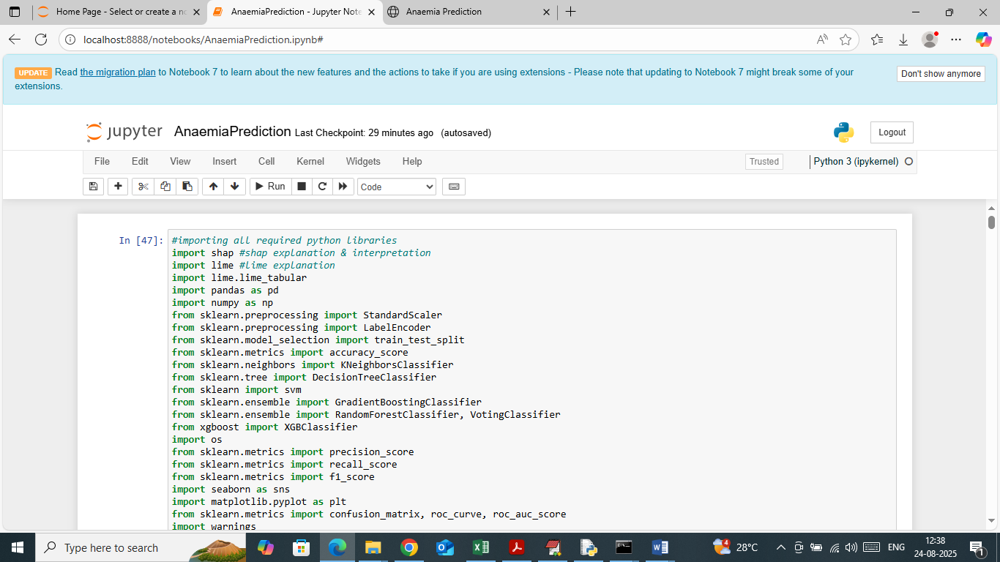 Home Page - Select or create a no
AnaemiaPrediction - Jupyter Note
Anaemia Prediction
localhost:8888/notebooks/AnaemiaPrediction.ipynb#
UPDATE Read the migration plan to Notebook 7 to learn about the new features and the actions to take if you are using extensions - Please note that updating to Notebook 7 might break some of your
extensions.
Don't show anymore
jupyter AnaemiaPrediction Last Checkpoint: 29 minutes ago (autosaved)
Logout
File Edit View Insert Cell Kernel Widgets Help
Trusted
Python 3 (ipykernel)
Run
Code
In [47]:
#importing all required python libraries
import shap #shap explanation & interpretation
import lime #lime explanation
import lime.lime_tabular
import pandas as pd
import numpy as np
from sklearn.preprocessing import StandardScaler
from sklearn.preprocessing import LabelEncoder
from sklearn.model_selection import train_test_split
from sklearn.metrics import accuracy_score
from sklearn.neighbors import KNeighborsClassifier
from sklearn.tree import DecisionTreeClassifier
from sklearn import svm
from sklearn.ensemble import GradientBoostingClassifier
from sklearn.ensemble import RandomForestClassifier, VotingClassifier
from xgboost import XGBClassifier
import os
from sklearn.metrics import precision_score
from sklearn.metrics import recall_score
from sklearn.metrics import f1_score
import seaborn as sns
import matplotlib.pyplot as plt
from sklearn.metrics import confusion_matrix, roc_curve, roc_auc_score
import warnings
Type here to search
4
28°C
ENG
12:38
24-08-2025
1